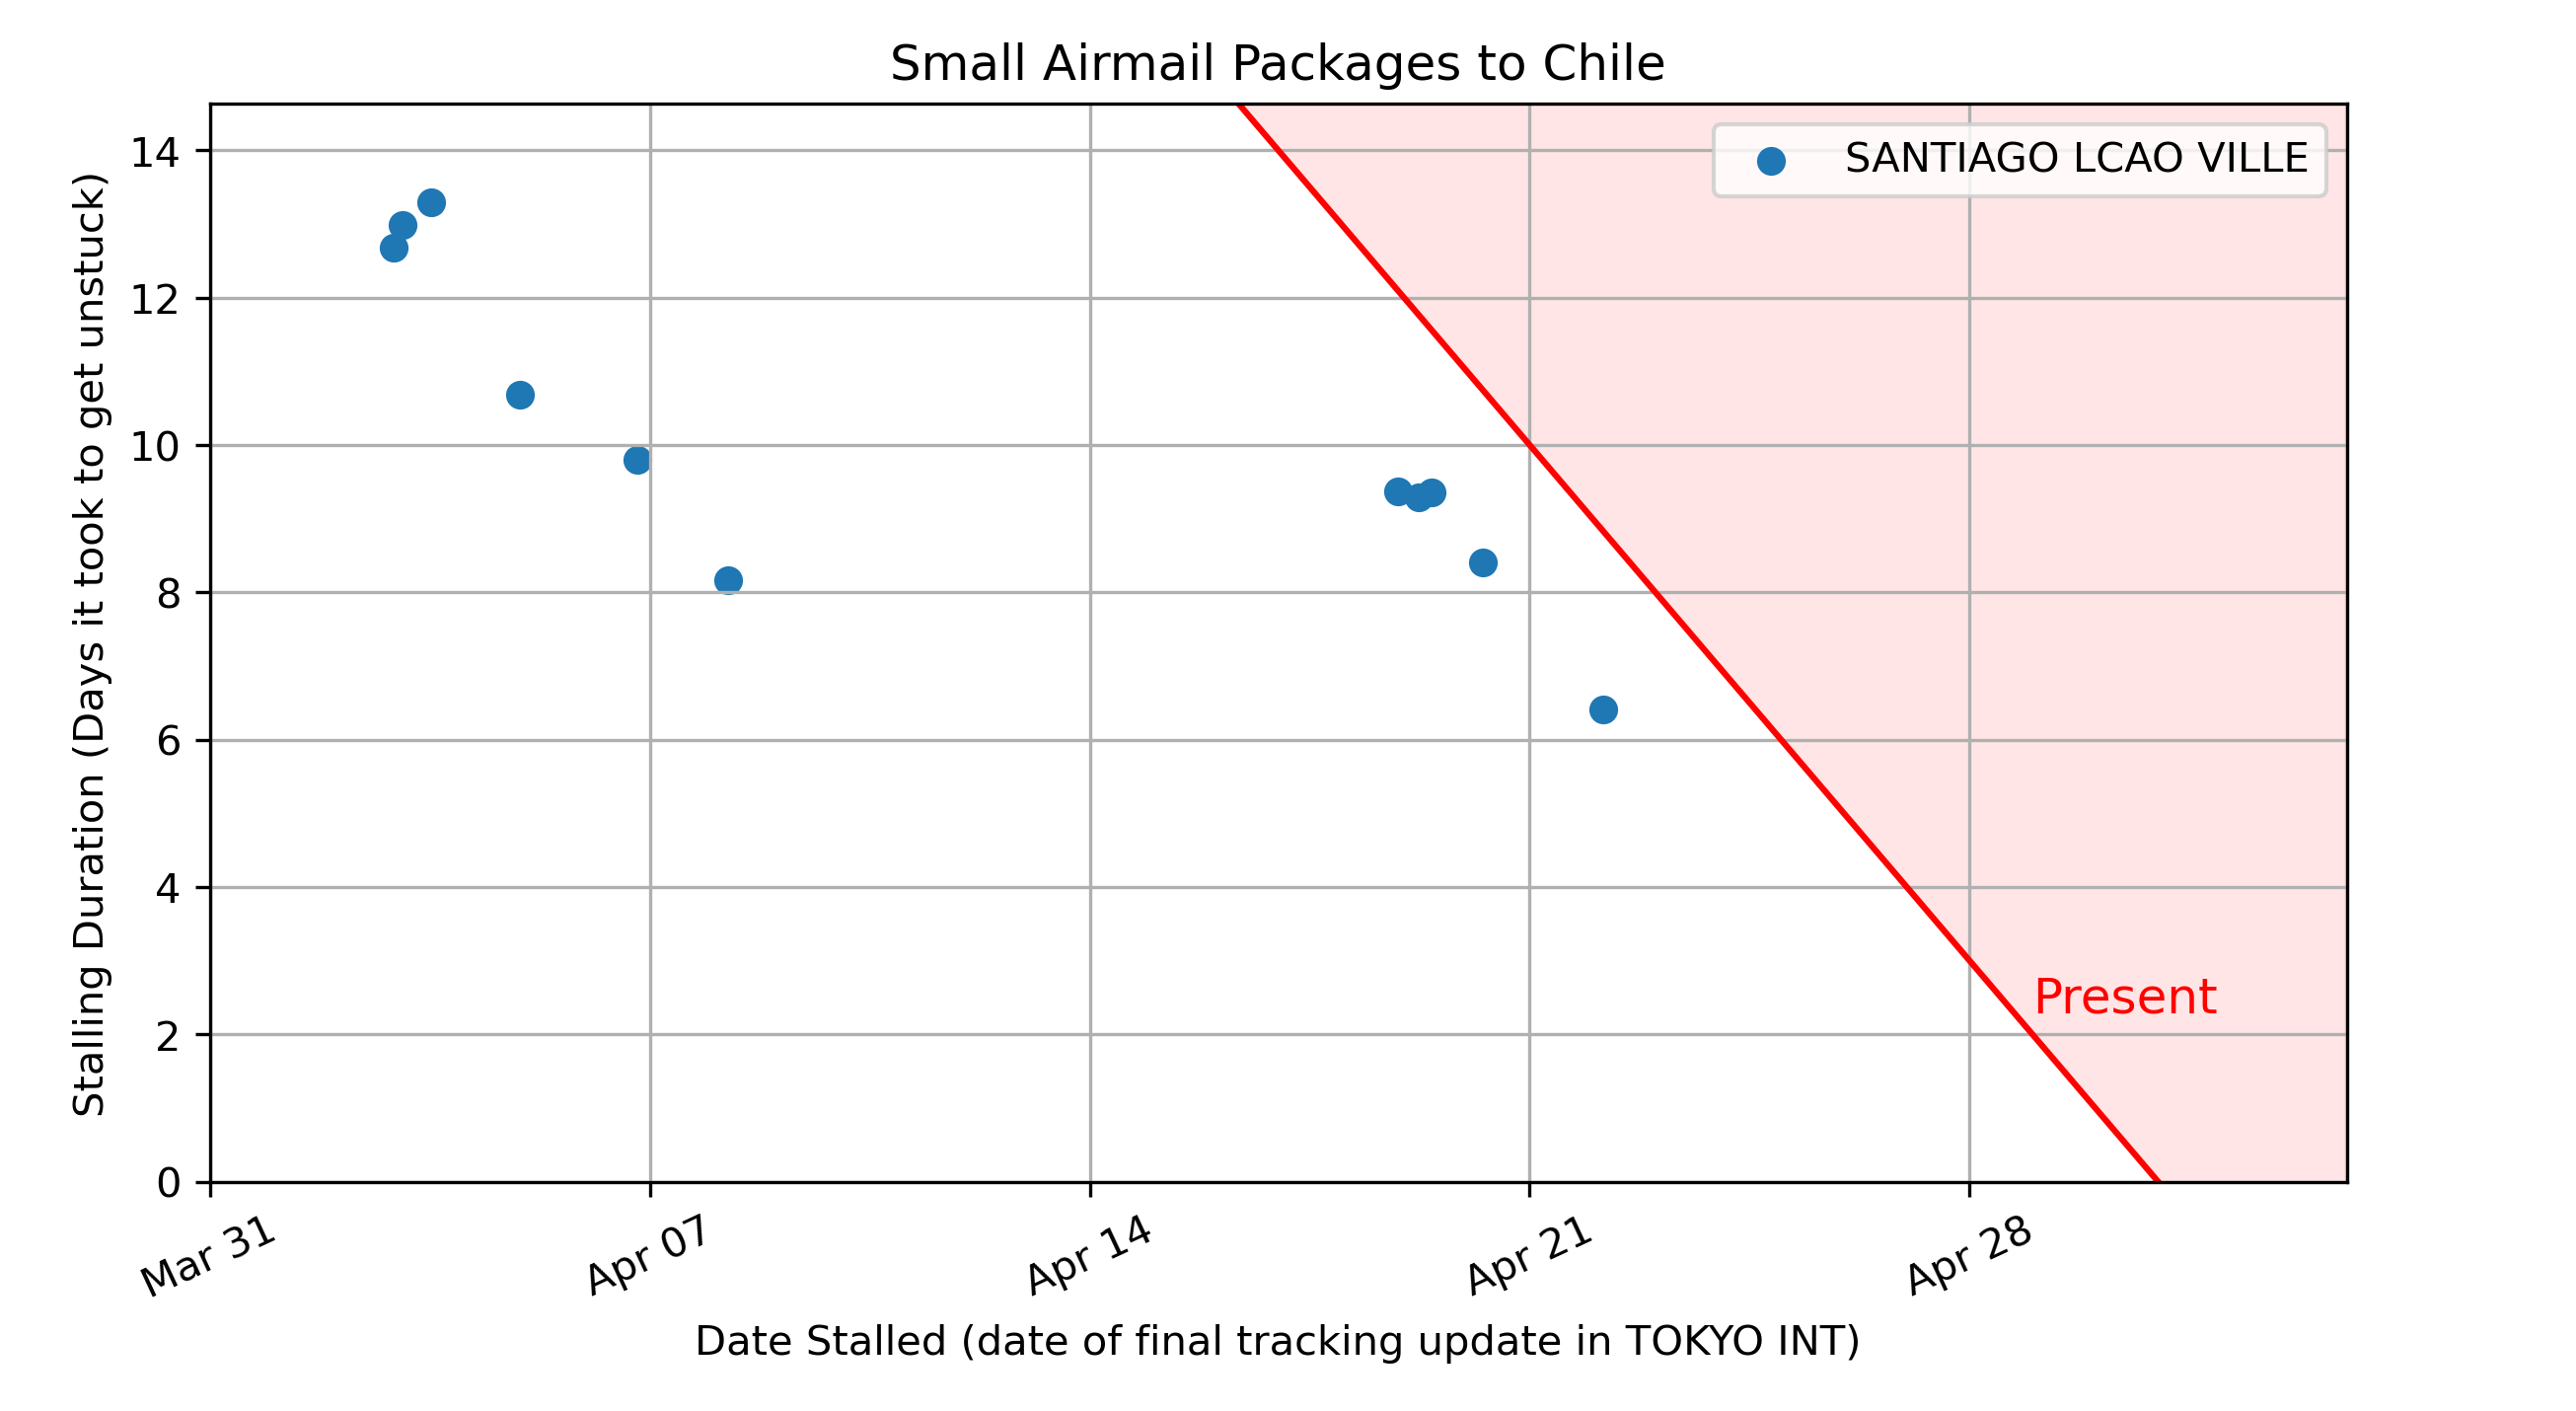 Small Airmail Packages to Chile
Stalling Duration (Days it took to get unstuck)
14
12
10
8
6
4
2
0
SANTIAGO LCAO VILLE
Present
Mar 31
Apr 07
Apr 14
Apr 21
Apr 28
Date Stalled (date of final tracking update in TOKYO INT)